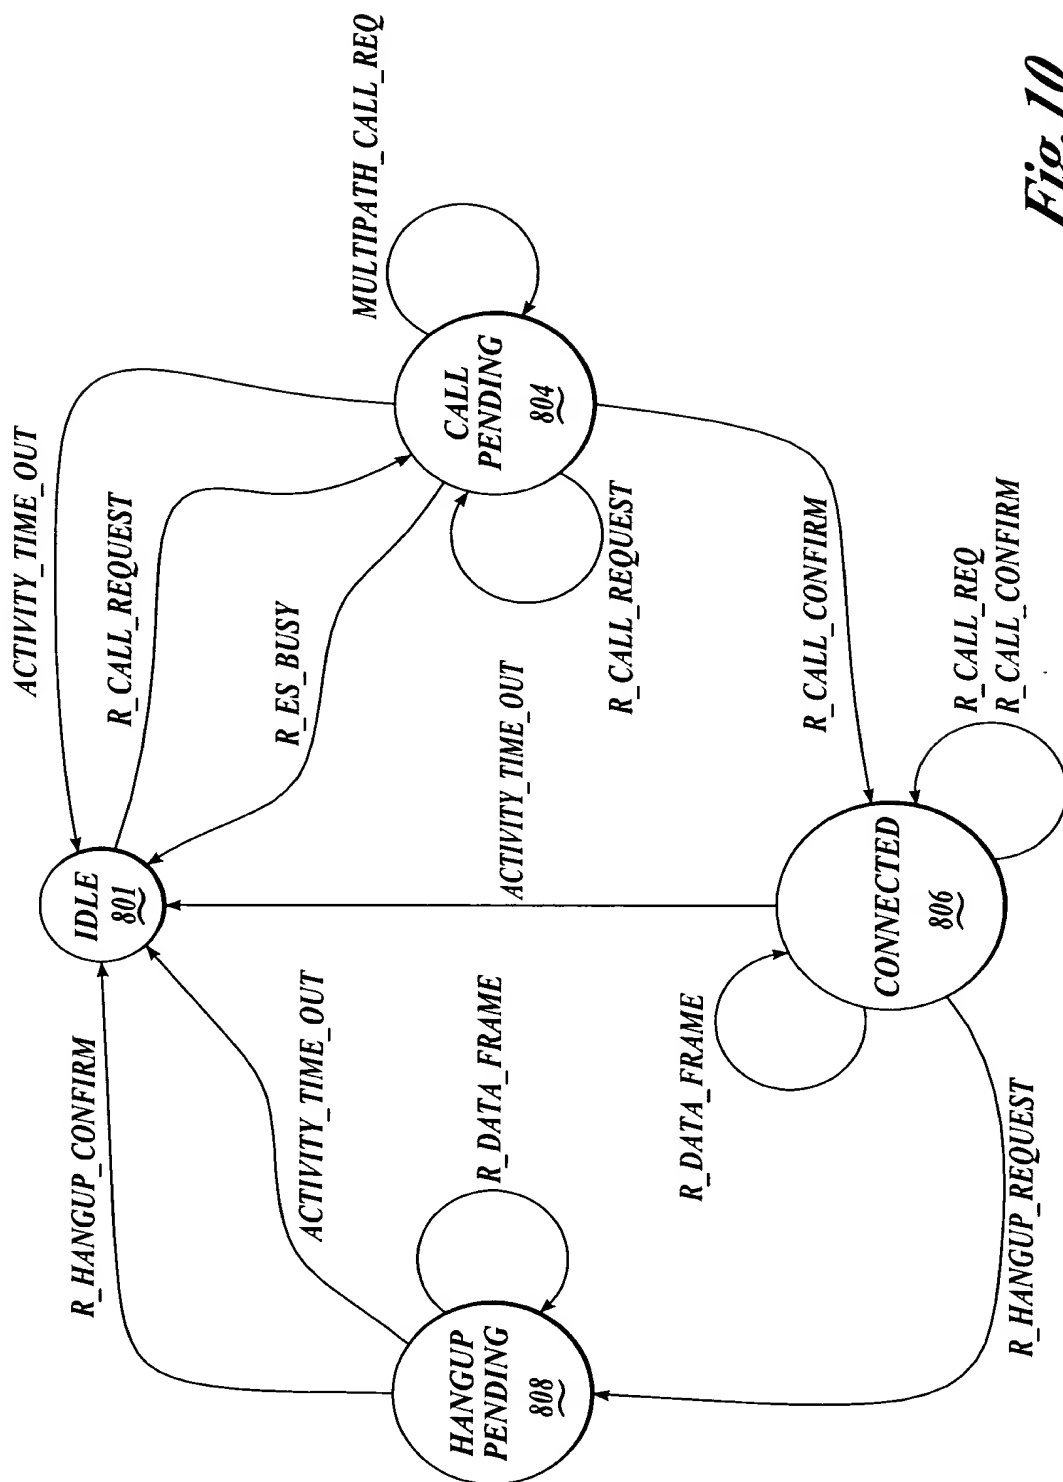 ACTIVITY_TIME_OUT
R_CALL_REQUEST
R_ES_BUSY
MULTIPATH_CALL_REQ
CALL
PENDING
804
R_CALL_REQUEST
R_CALL_CONFIRM
IDLE
801
ACTIVITY_TIME_OUT
R_HANGUP_CONFIRM
ACTIVITY_TIME_OUT
R_DATA_FRAME
R_DATA_FRAME
CONNECTED
806
R_CALL_REQ
R_CALL_CONFIRM
HANGUP
PENDING
808
R_HANGUP_REQUEST
Fig. 10